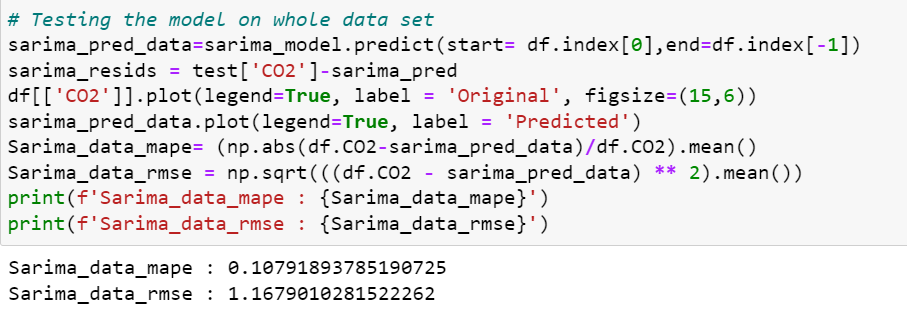 # Testing the model on whole data set
sarima_pred_data=sarima_model.predict(start= df.index[0],end=df.index[-1])
sarima_resids = test['CO2']-sarima_pred
df[['CO2']].plot(legend=True, label = 'Original', figsize=(15,6))
sarima_pred_data.plot(legend=True, label = 'Predicted')
Sarima_data_mape= (np.abs(df.CO2-sarima_pred_data)/df.CO2).mean()
Sarima_data_rmse = np.sqrt(((df.CO2 - sarima_pred_data) ** 2).mean())
print(f'Sarima_data_mape : {Sarima_data_mape}')
print(f'Sarima_data_rmse : {Sarima_data_rmse}')
Sarima_data_mape : 0.10791893785190725
Sarima_data_rmse : 1.1679010281522262